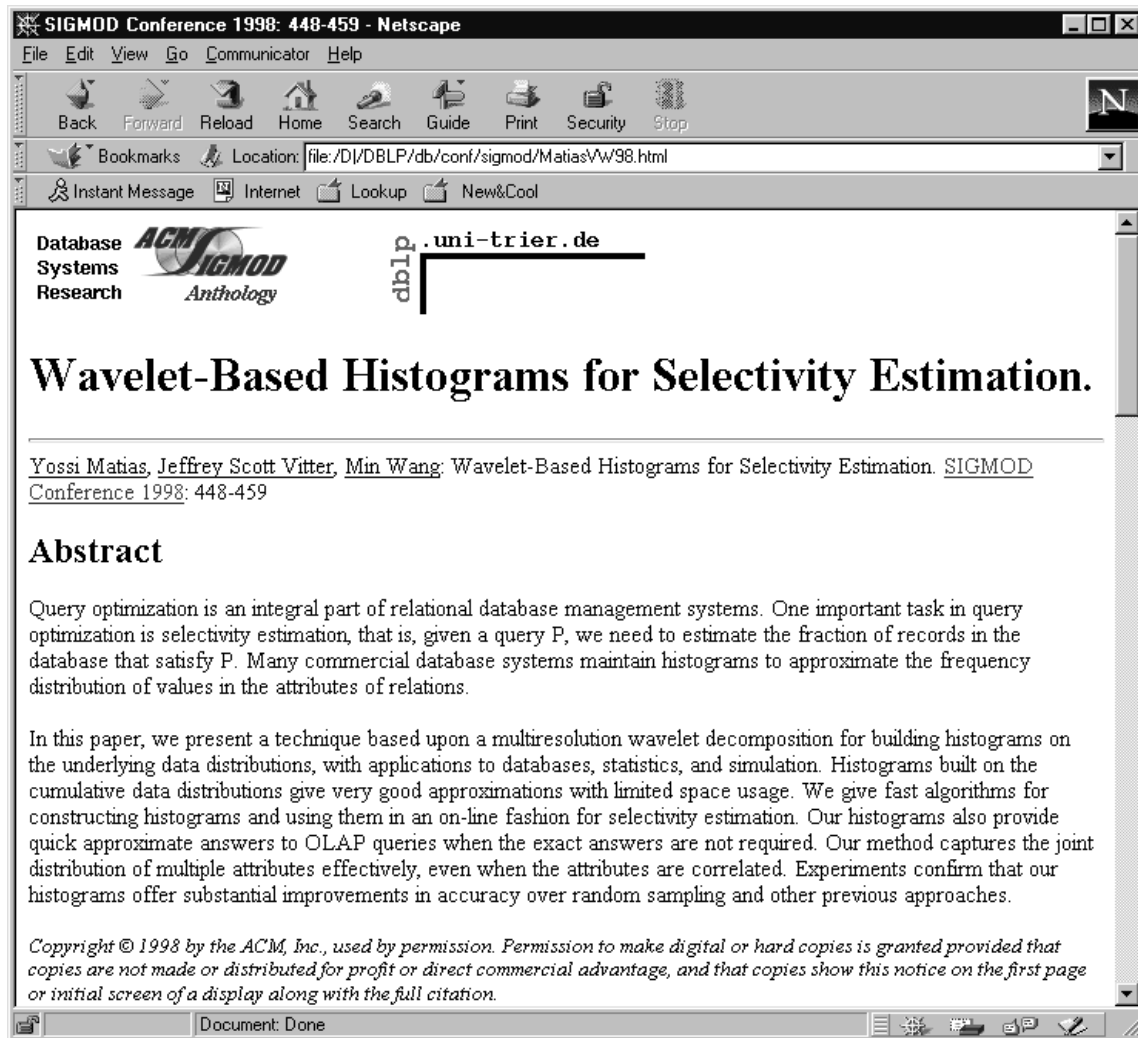 SIGMOD Conference 1998: 448-459 - Netscape
File Edit View Go Communicator Help
Back Forward Reload Home Search Guide Print Security Stop
N
Bookmarks Location: file:/D|/DBLP/db/conf/sigmod/MatiasVW98.html
Instant Message Internet Lookup New&Cool
Database Systems Research
ACM SIGMOD
Anthology
dblp.uni-trier.de
Wavelet-Based Histograms for Selectivity Estimation.
Yossi Matias, Jeffrey Scott Vitter, Min Wang: Wavelet-Based Histograms for Selectivity Estimation. SIGMOD
Conference 1998: 448-459
Abstract
Query optimization is an integral part of relational database management systems. One important task in query
optimization is selectivity estimation, that is, given a query P, we need to estimate the fraction of records in the
database that satisfy P. Many commercial database systems maintain histograms to approximate the frequency
distribution of values in the attributes of relations.
In this paper, we present a technique based upon a multiresolution wavelet decomposition for building histograms on
the underlying data distributions, with applications to databases, statistics, and simulation. Histograms built on the
cumulative data distributions give very good approximations with limited space usage. We give fast algorithms for
constructing histograms and using them in an on-line fashion for selectivity estimation. Our histograms also provide
quick approximate answers to OLAP queries when the exact answers are not required. Our method captures the joint
distribution of multiple attributes effectively, even when the attributes are correlated. Experiments confirm that our
histograms offer substantial improvements in accuracy over random sampling and other previous approaches.
Copyright © 1998 by the ACM, Inc., used by permission. Permission to make digital or hard copies is granted provided that
copies are not made or distributed for profit or direct commercial advantage, and that copies show this notice on the first page
or initial screen of a display along with the full citation.
Document: Done